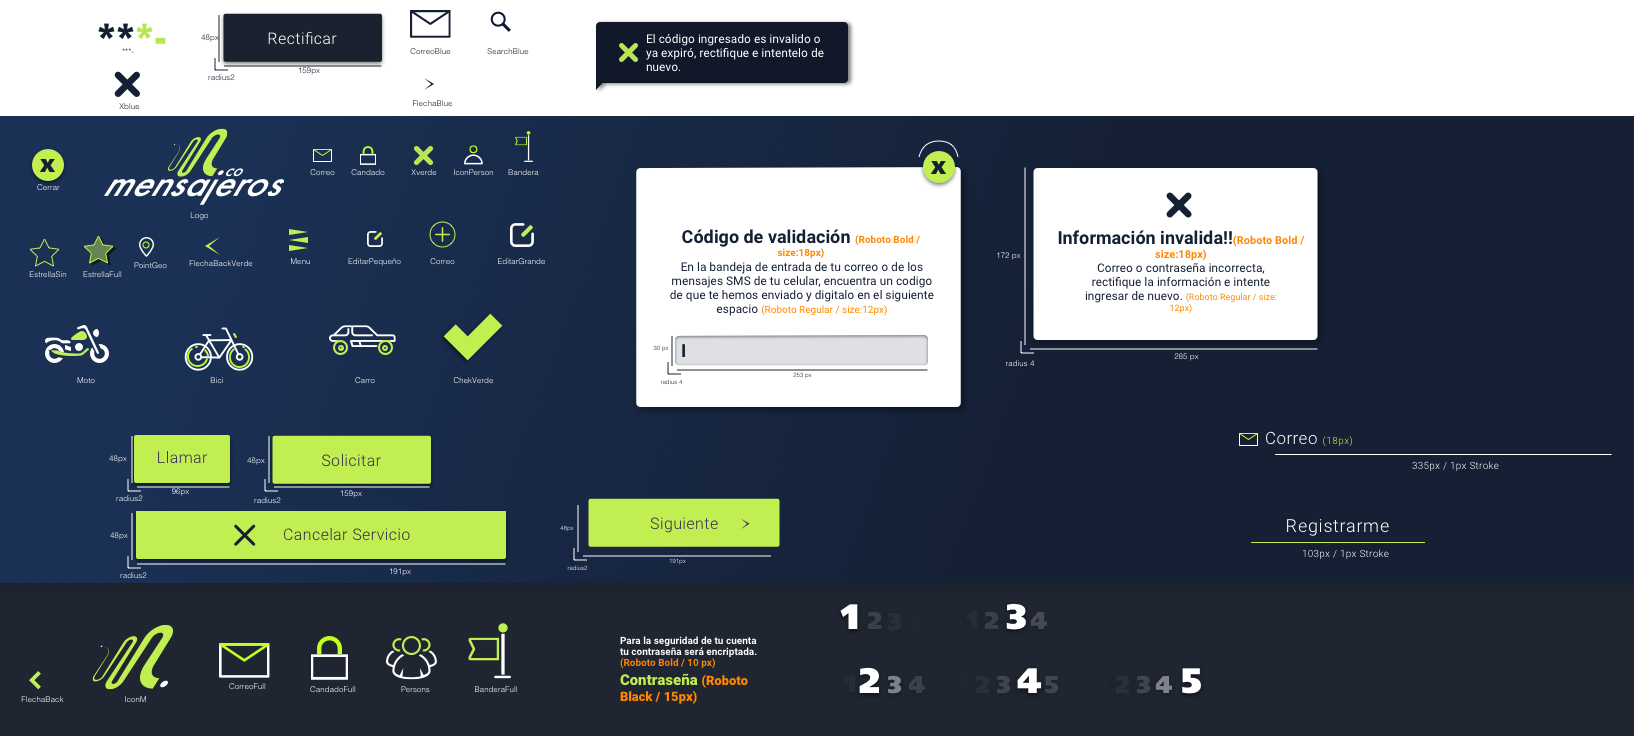 ***-
***-
Xblue
48px
Rectificar
159px
radius2
CorreoBlue
SearchBlue
FlechaBlue
El código ingresado es invalido o
ya expiró, rectifique e intentelo de
nuevo.
X
Cerrar
.co
mensajeros
Logo
Correo
Candado
Xverde
IconPerson
Bandera
EstrellaSin
EstrellaFull
PointGeo
FlechaBackVerde
Menu
EditarPequeño
Correo
EditarGrande
Moto
Bici
Carro
ChekVerde
48px
Llamar
96px
radius2
48px
Solicitar
159px
radius2
48px
Cancelar Servicio
191px
radius2
48px
Siguiente >
191px
radius2
X
Código de validación (Roboto Bold /
size:18px)
En la bandeja de entrada de tu correo o de los
mensajes SMS de tu celular, encuentra un codigo
de que te hemos enviado y digitalo en el siguiente
espacio (Roboto Regular / size:12px)
30 px
253 px
radius 4
172 px
Información invalida!!(Roboto Bold /
size:18px)
Correo o contraseña incorrecta,
rectifique la información e intente
ingresar de nuevo. (Roboto Regular / size:
12px)
285 px
radius 4
Correo (18px)
335px / 1px Stroke
Registrarme
103px / 1px Stroke
FlechaBack
IconM
CorreoFull
CandadoFull
Persons
BanderaFull
Para la seguridad de tu cuenta
tu contraseña será encriptada.
(Roboto Bold / 10 px)
Contraseña (Roboto
Black / 15px)
1 2 3 4
1 2 3 4
1 2 3 4
1 2 3 4 5
1 2 3 4 5